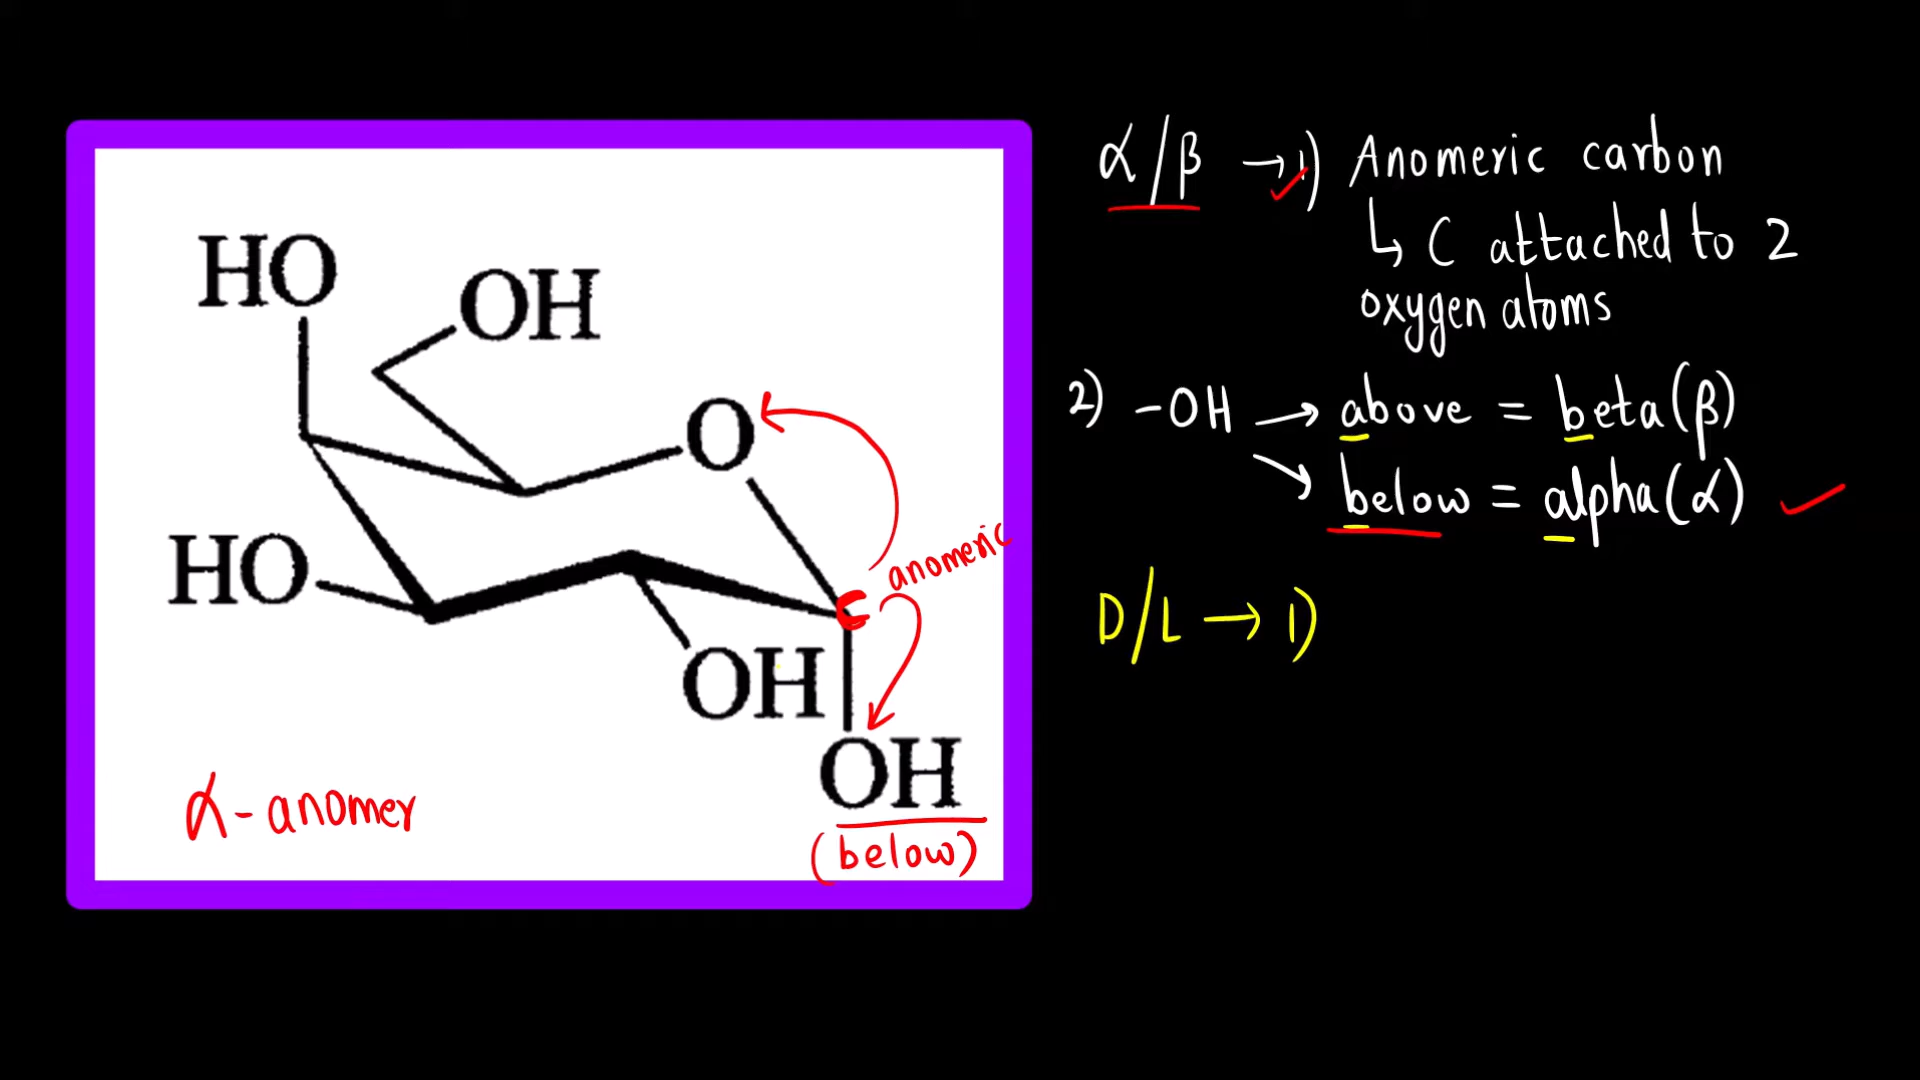 HO
OH
O
HO
OH
OH
C
anomeric
(below)
α-anomer
α/β → 1) Anomeric carbon
↳ C attached to 2
oxygen atoms
2) -OH → above = beta(β)
→ below = alpha(α) ✓
D/L → 1)